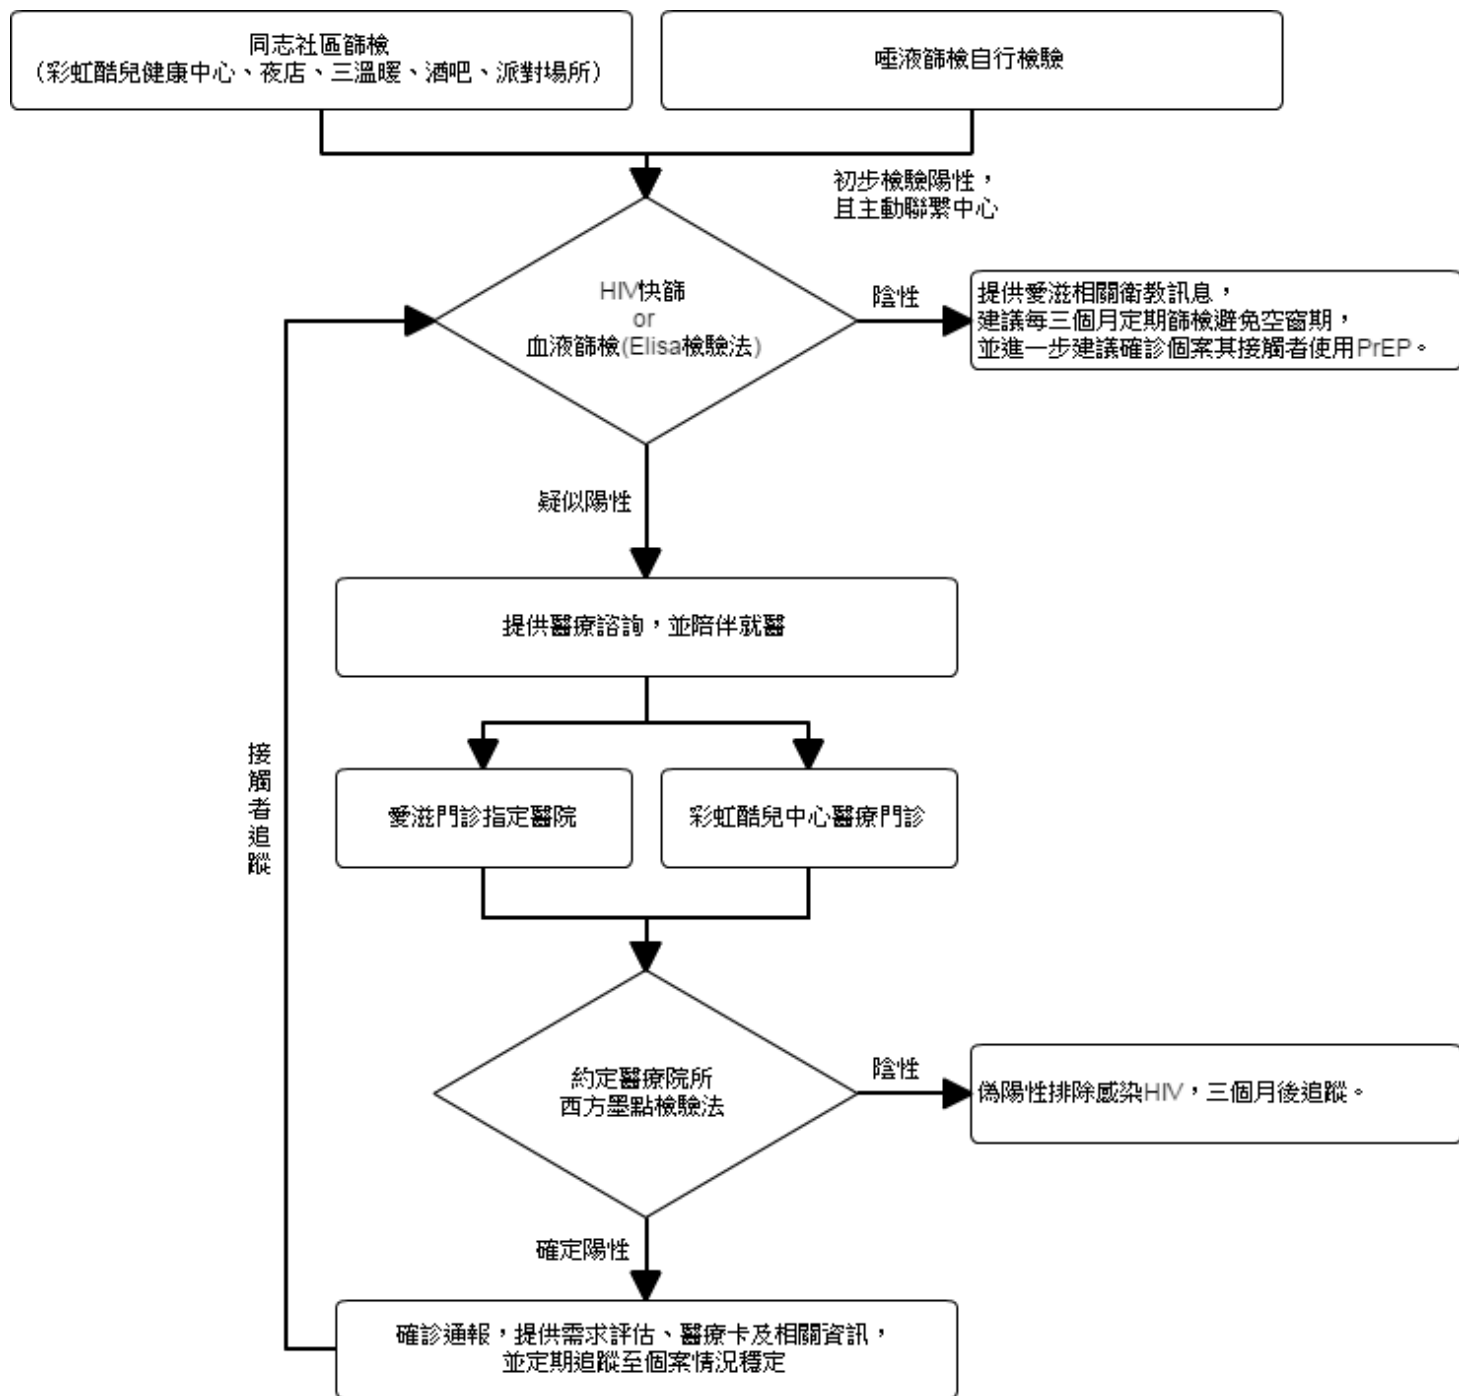 同志社區篩檢
（彩虹酷兒健康中心、夜店、三溫暖、酒吧、派對場所）
唾液篩檢自行檢驗
初步檢驗陽性，
且主動聯繫中心
HIV快篩
or
血液篩檢(Elisa檢驗法)
陰性
提供愛滋相關衛教訊息，
建議每三個月定期篩檢避免空窗期，
並進一步建議確診個案其接觸者使用PrEP。
疑似陽性
提供醫療諮詢，並陪伴就醫
接觸者追蹤
愛滋門診指定醫院
彩虹酷兒中心醫療門診
約定醫療院所
西方墨點檢驗法
陰性
偽陽性排除感染HIV，三個月後追蹤。
確定陽性
確診通報，提供需求評估、醫療卡及相關資訊，
並定期追蹤至個案情況穩定